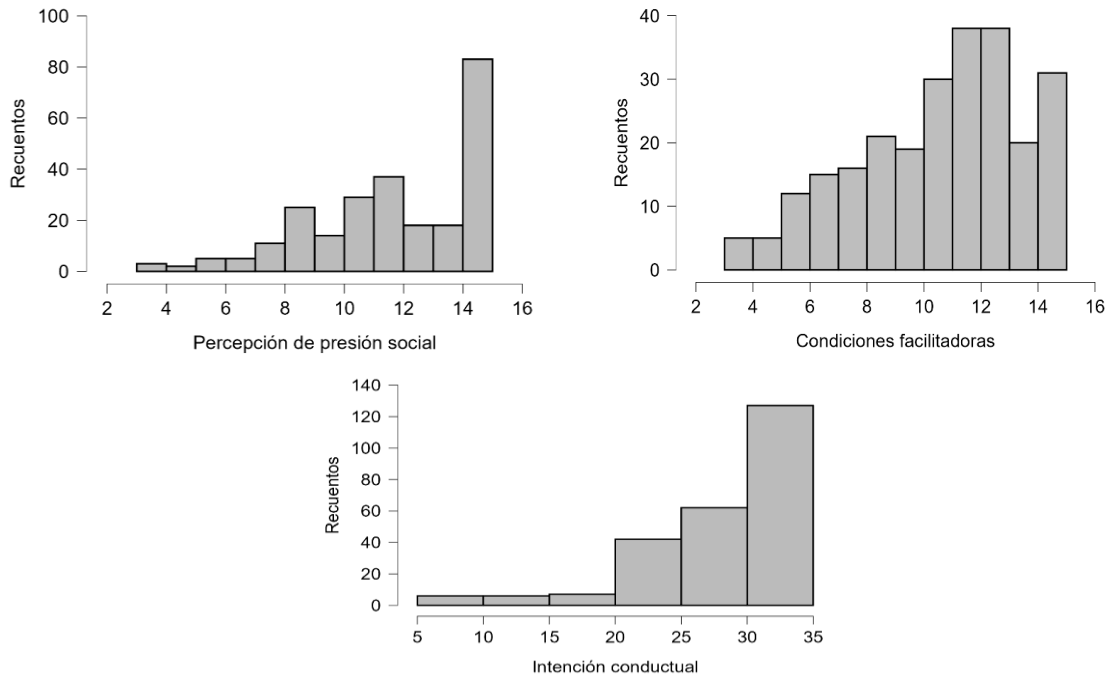 100
80
60
40
20
0
Recuentos
2 4 6 8 10 12 14 16
Percepción de presión social
40
30
20
10
0
Recuentos
2 4 6 8 10 12 14 16
Condiciones facilitadoras
140
120
100
80
60
40
20
0
Recuentos
5 10 15 20 25 30 35
Intención conductual